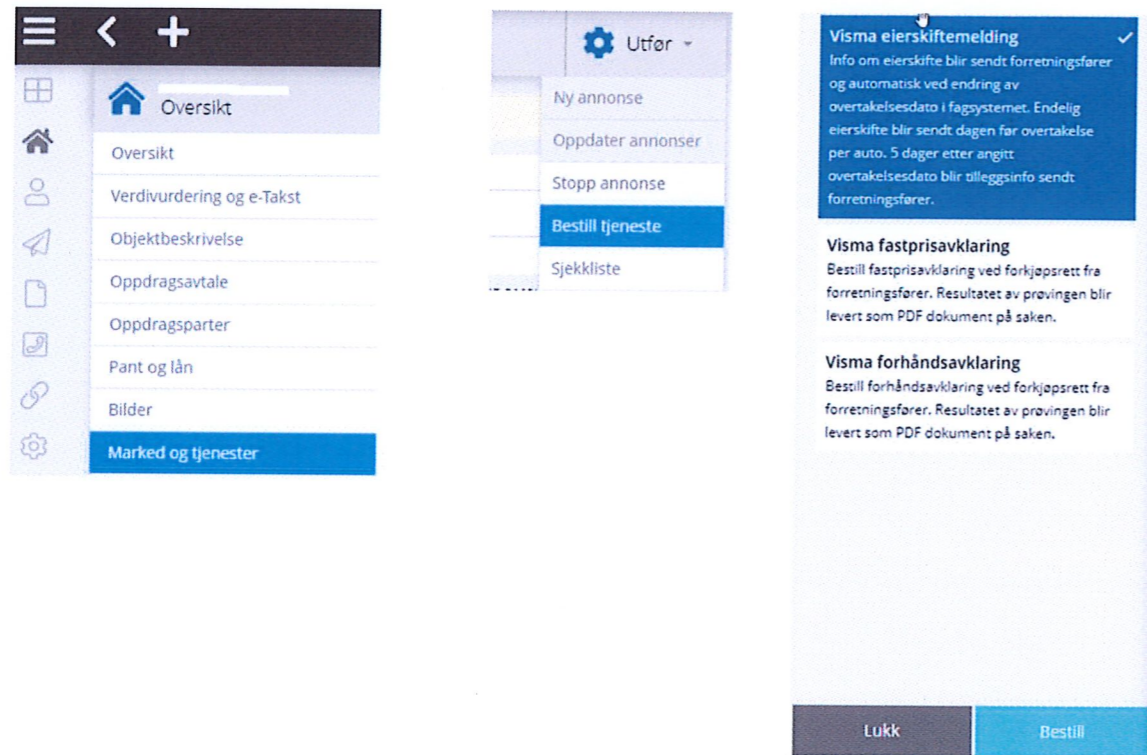 Oversikt
Oversikt
Verdivurdering og e-Takst
Objektbeskrivelse
Oppdragsavtale
Oppdragsparter
Pant og lån
Bilder
Marked og tjenester
Utfør
Ny annonse
Oppdater annonser
Stopp annonse
Bestill tjeneste
Sjekkliste
Visma eierskiftemelding
Info om eierskifte blir sendt forretningsfører
og automatisk ved endring av
overtakelsesdato i fagsystemet. Endelig
eierskifte blir sendt dagen før overtakelse
per auto. 5 dager etter angitt
overtakelsesdato blir tilleggsinfo sendt
forretningsfører.
Visma fastprisavklaring
Bestill fastprisavklaring ved forkjøpsrett fra
forretningsfører. Resultatet av prøvingen blir
levert som PDF dokument på saken.
Visma forhåndsavklaring
Bestill forhåndsavklaring ved forkjøpsrett fra
forretningsfører. Resultatet av prøvingen blir
levert som PDF dokument på saken.
Lukk
Bestill